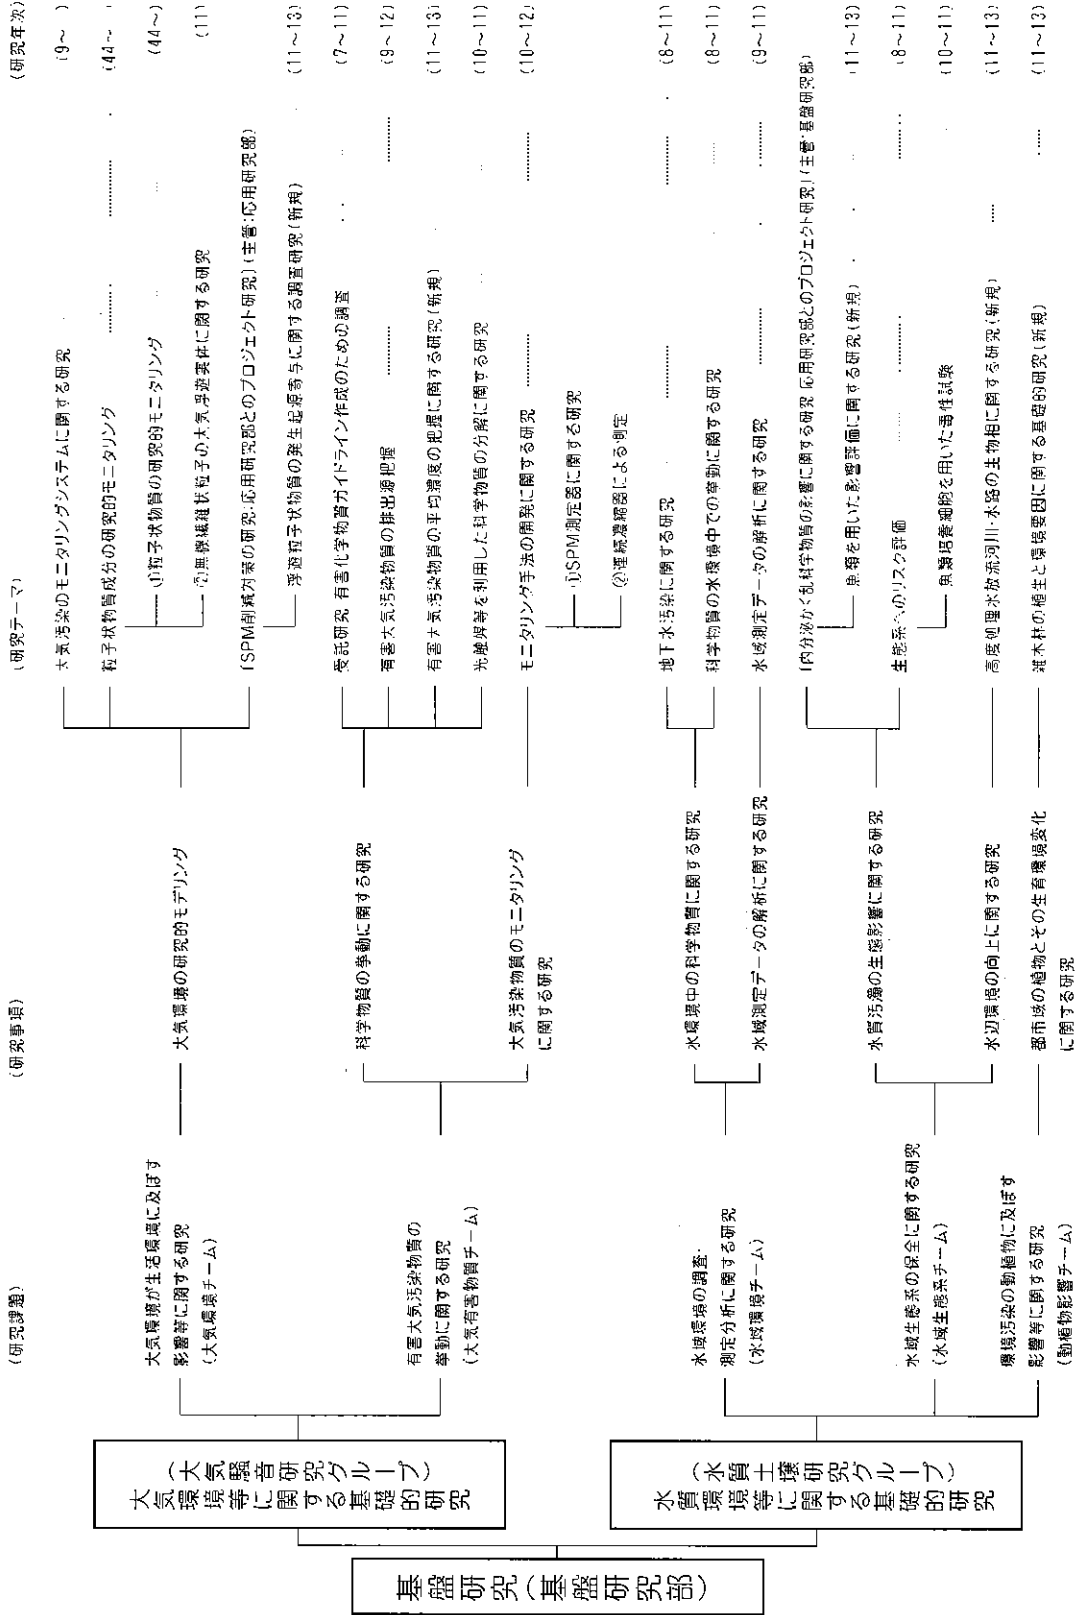 (研究課題)
(研究事項)
(研究テーマ)
(研究年次)
基盤研究(基盤研究部)
大気環境等に関する基礎的研究
(大気騒音研究グループ)
大気環境が生活環境に及ぼす
影響等に関する研究
(大気環境チーム)
大気環境の研究的モデリング
大気汚染のモニタリングシステムに関する研究
(9~ )
粒子状物質成分の研究的モニタリング
(44~ )
(1)粒子状物質の研究的モニタリング
(44~)
(2)無機繊維状粒子の大気浮遊実体に関する研究
(11)
「SPM削減対策の研究:応用研究部とのプロジェクト研究」(主管:応用研究部)
浮遊粒子状物質の発生起源寄与に関する調査研究(新規)
(11~13)
有害大気汚染物質の
挙動に関する研究
(大気有害物質チーム)
科学物質の挙動に関する研究
受託研究 有害化学物質ガイドライン作成のための調査
(7~11)
有害大気汚染物質の排出源把握
(9~12)
有害大気汚染物質の平均濃度の把握に関する研究(新規)
(11~13)
光触媒等を利用した科学物質の分解に関する研究
(10~11)
大気汚染物質のモニタリング
に関する研究
モニタリング手法の開発に関する研究
(10~12)
(1)SPM測定器に関する研究
(2)連続濃縮器による測定
水質環境等に関する基礎的研究
(水質土壌研究グループ)
水域環境の調査・
測定分析に関する研究
(水域環境チーム)
水環境中の科学物質に関する研究
地下水汚染に関する研究
(8~11)
科学物質の水環境中での挙動に関する研究
(8~11)
水域測定データの解析に関する研究
水域測定データの解析に関する研究
(9~11)
水域生態系の保全に関する研究
(水域生態系チーム)
水質汚濁の生態影響に関する研究
「内分泌かく乱科学物質の影響に関する研究 応用研究部とのプロジェクト研究」(主管・基盤研究部)
魚類を用いた影響評価に関する研究(新規)
(11~13)
生態系へのリスク評価
(8~11)
魚類培養細胞を用いた毒性試験
(10~11)
水辺環境の向上に関する研究
高度処理水放流河川・水路の生物相に関する研究(新規)
(11~13)
環境汚染の動植物に及ぼす
影響等に関する研究
(動植物影響チーム)
都市域の植物とその生育環境変化
に関する研究
雑木林の植生と環境要因に関する基礎的研究(新規)
(11~13)